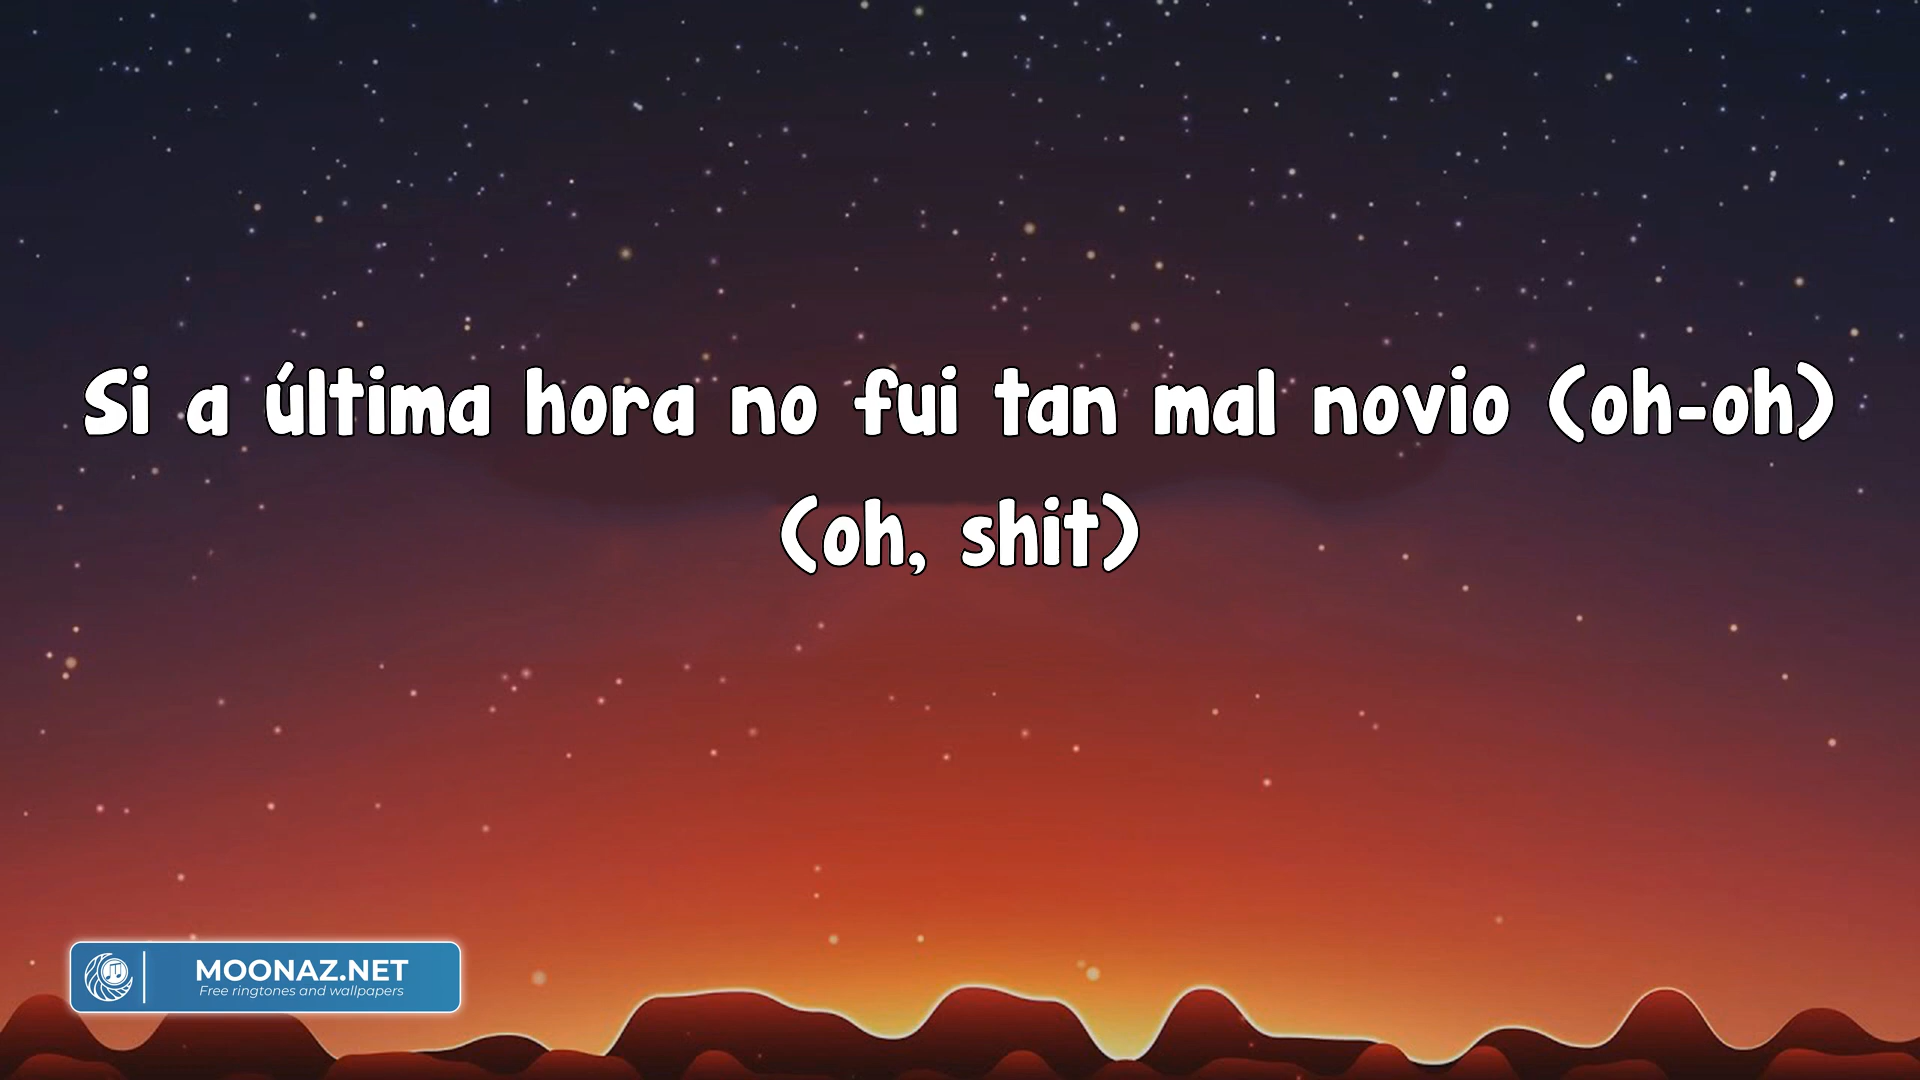 Si a última hora no fui tan mal novio (oh-oh)
(oh, shit)
MOONAZ.NET
Free ringtones and wallpapers